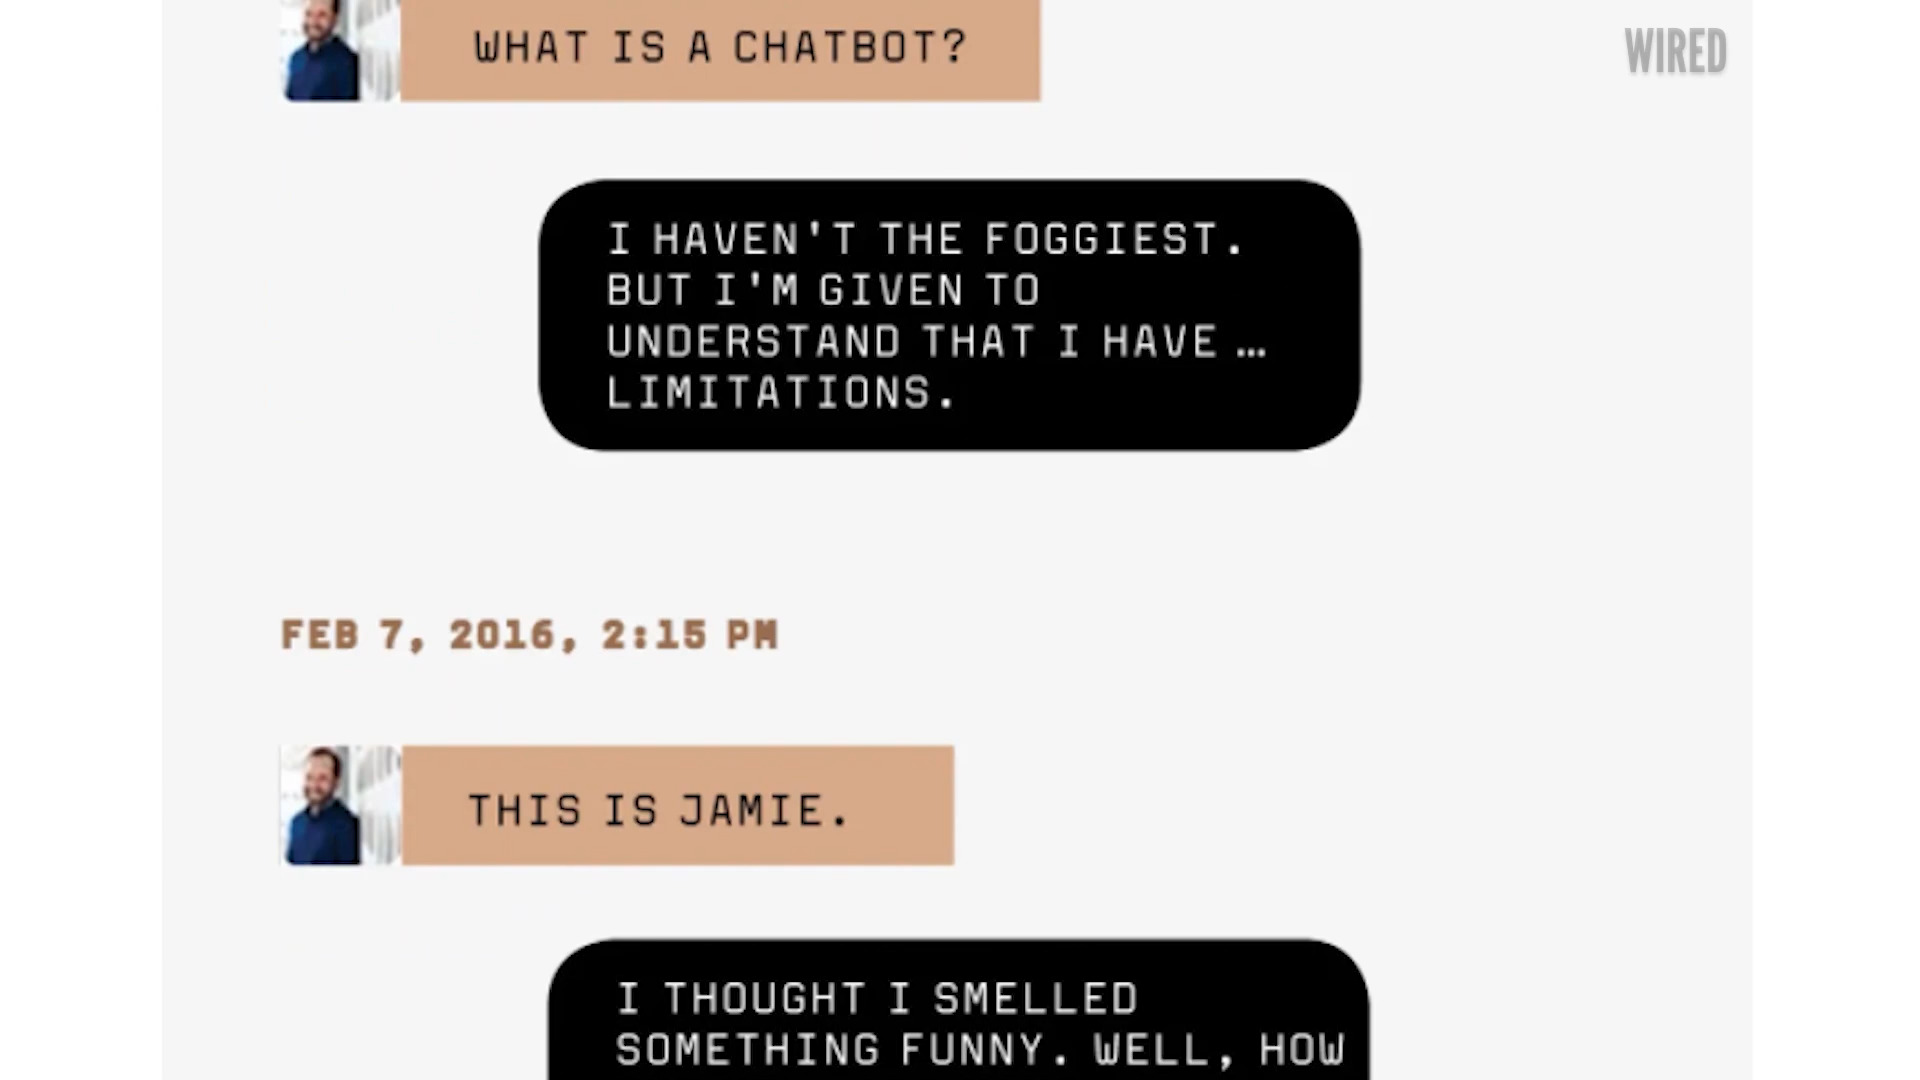 WHAT IS A CHATBOT?
WIRED
I HAVEN'T THE FOGGIEST.
BUT I'M GIVEN TO
UNDERSTAND THAT I HAVE …
LIMITATIONS.
FEB 7, 2016, 2:15 PM
THIS IS JAMIE.
I THOUGHT I SMELLED
SOMETHING FUNNY. WELL, HOW